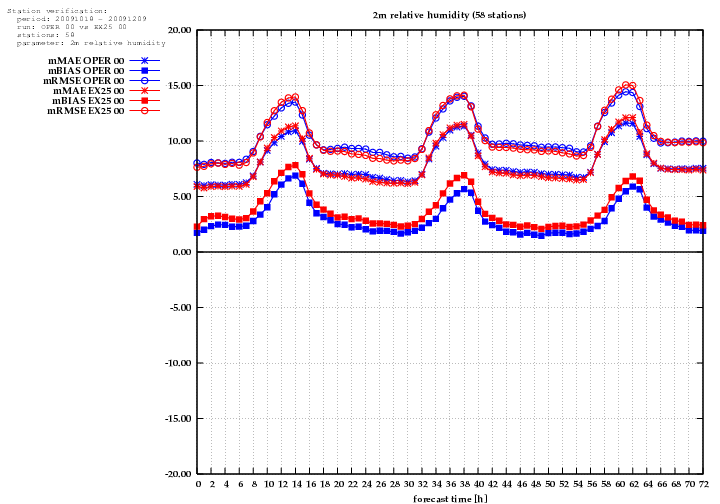 Station verification:
period: 20091010 - 20091209
run: OPER 00 vs EX25 00
stations: 58
parameter: 2m relative humidity
2m relative humidity (58 stations)
mMAE OPER 00
mBIAS OPER 00
mRMSE OPER 00
mMAE EX25 00
mBIAS EX25 00
mRMSE EX25 00
20.00
15.00
10.00
5.00
0.00
-5.00
-10.00
-15.00
-20.00
0 2 4 6 8 10 12 14 16 18 20 22 24 26 28 30 32 34 36 38 40 42 44 46 48 50 52 54 56 58 60 62 64 66 68 70 72
forecast time [h]